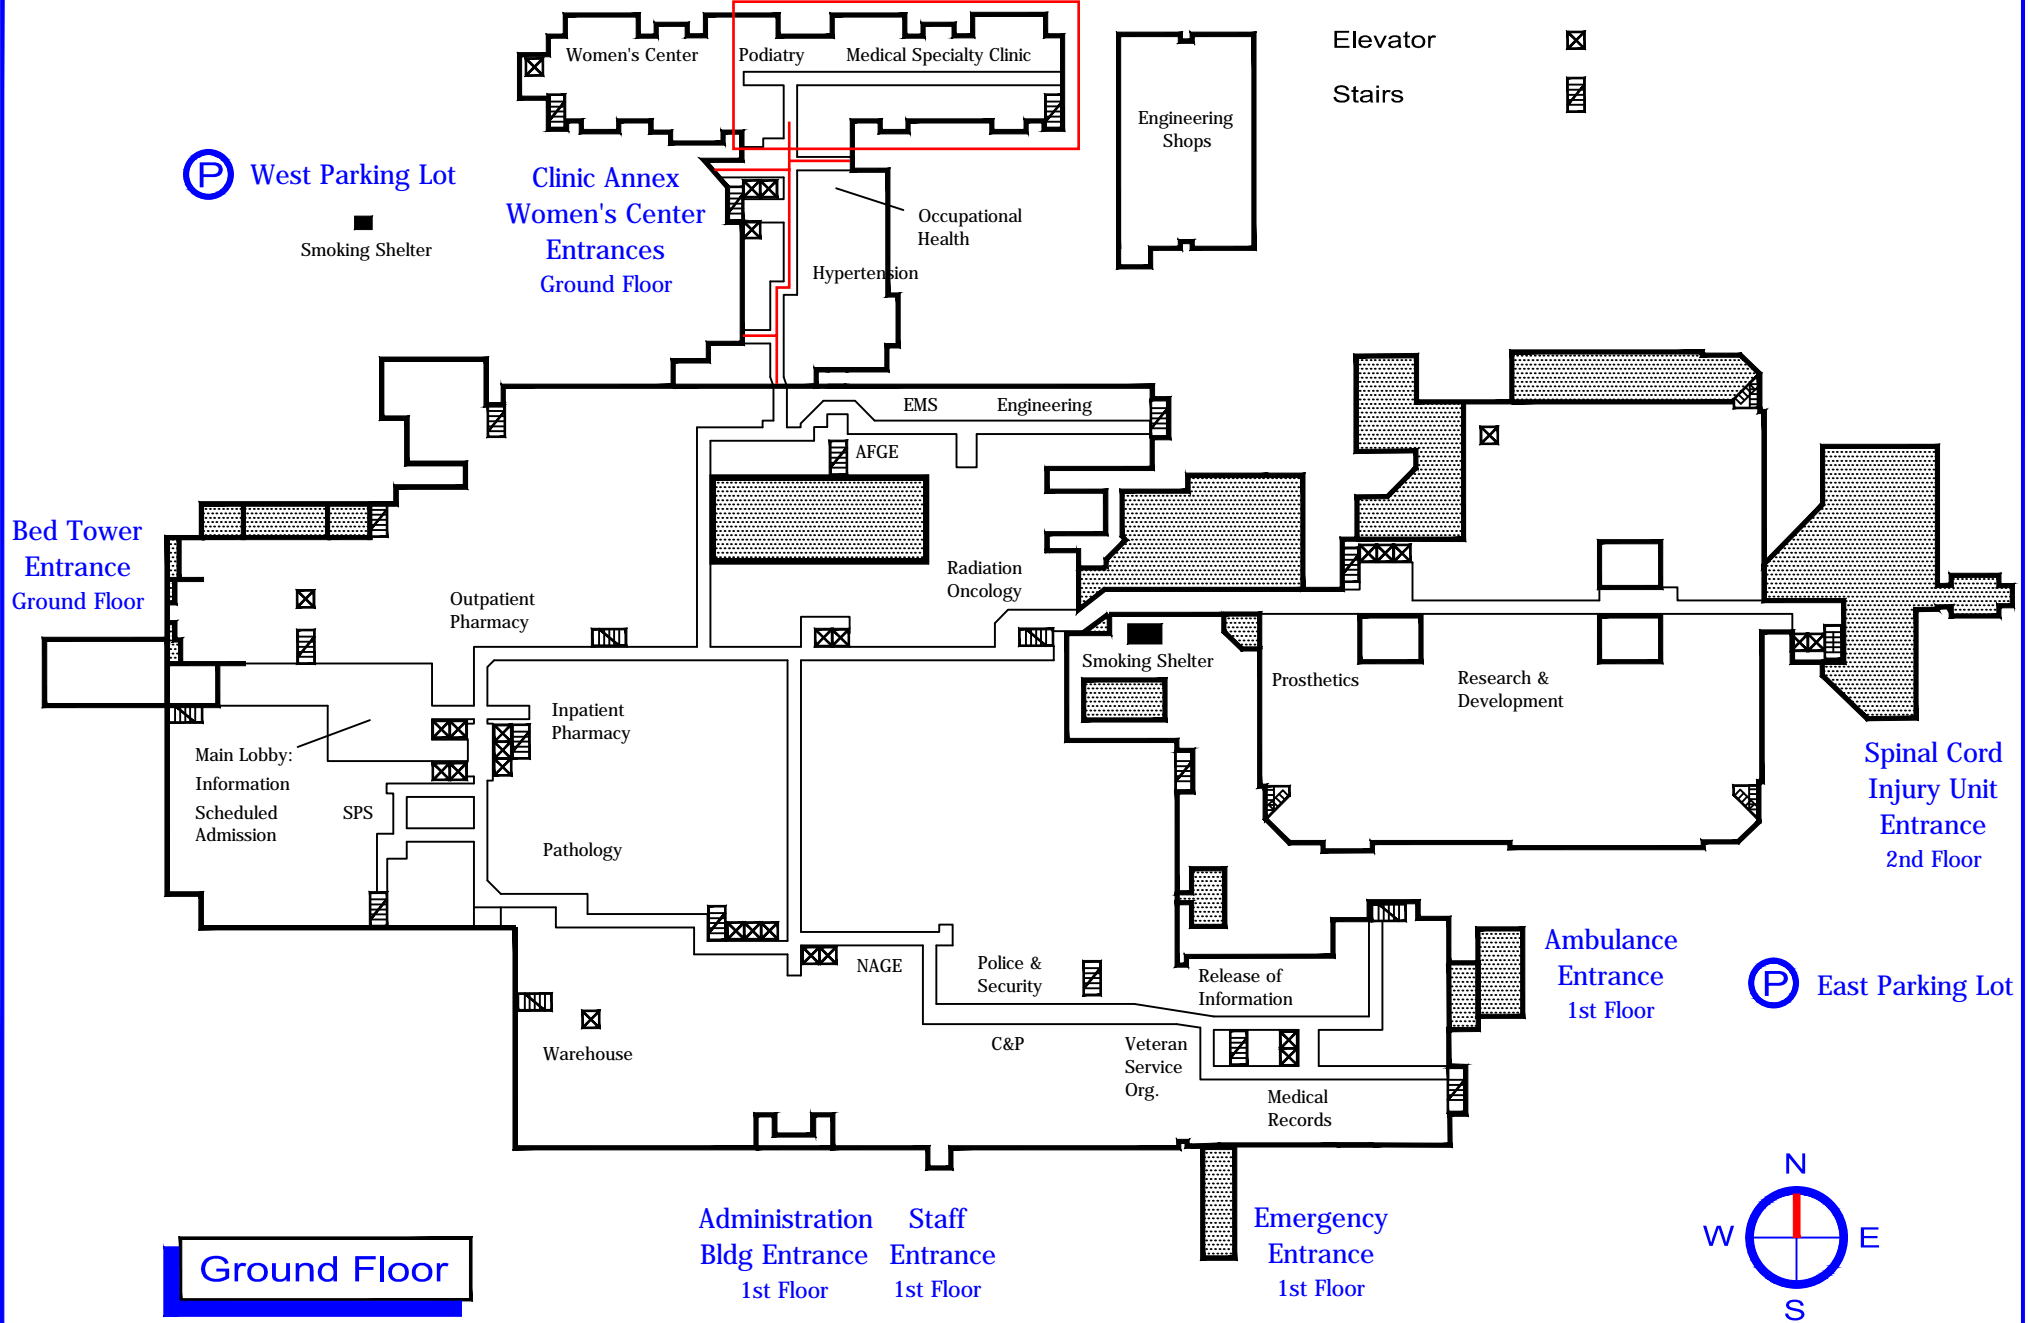 Women's Center
Podiatry
Medical Specialty Clinic
Elevator
Stairs
Engineering
Shops
P
West Parking Lot
Smoking Shelter
Clinic Annex
Women's Center
Entrances
Ground Floor
Occupational
Health
Hypertension
EMS
Engineering
AFGE
Bed Tower
Entrance
Ground Floor
Outpatient
Pharmacy
Radiation
Oncology
Smoking Shelter
Prosthetics
Research &
Development
Inpatient
Pharmacy
Main Lobby:
Information
Scheduled
Admission
SPS
Pathology
Spinal Cord
Injury Unit
Entrance
2nd Floor
Ambulance
Entrance
1st Floor
P
East Parking Lot
NAGE
Police &
Security
Release of
Information
Warehouse
C&P
Veteran
Service
Org.
Medical
Records
Administration
Bldg Entrance
1st Floor
Staff
Entrance
1st Floor
Emergency
Entrance
1st Floor
Ground Floor
N
W
E
S